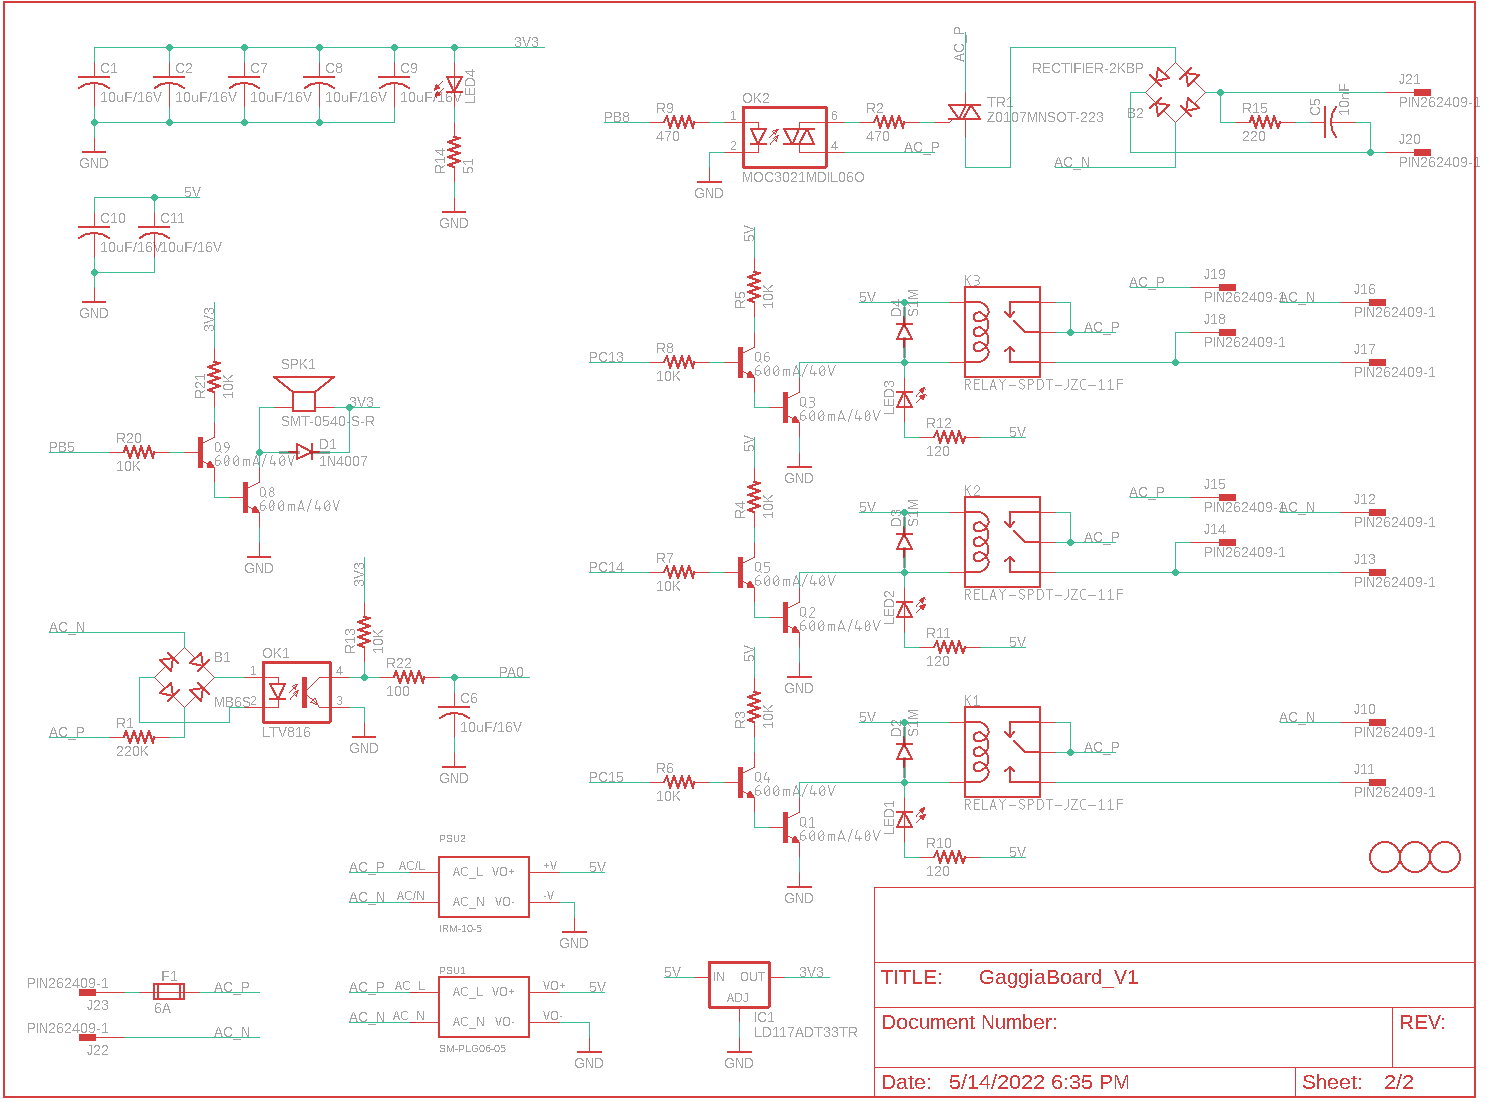 3V3
C1
10uF/16V
C2
10uF/16V
C7
10uF/16V
C8
10uF/16V
C9
10uF/16V
LED4
R14
51
GND
GND
5V
C10
10uF/16V
C11
10uF/16V
GND
3V3
R21
10K
SPK1
SMT-0540-S-R
3V3
D1
1N4007
PB5
R20
10K
Q9
600mA/40V
Q8
600mA/40V
GND
AC_N
B1
MB6S
AC_P
R1
220K
OK1
1
2
4
3
LTV816
3V3
R13
10K
R22
100
PA0
C6
10uF/16V
GND
GND
PSU2
AC_P
AC/L
AC_L
VO+
+V
5V
AC_N
AC/N
AC_N
VO-
-V
IRM-10-5
GND
PSU1
AC_P
AC_L
AC_L
VO+
VO+
5V
AC_N
AC_N
AC_N
VO-
VO-
SM-PLG06-05
GND
PIN262409-1
J23
F1
6A
AC_P
PIN262409-1
J22
AC_N
5V
IN
OUT
ADJ
3V3
IC1
LD117ADT33TR
GND
PB8
R9
470
OK2
1
2
6
4
MOC3021MDIL06O
GND
R2
470
AC_P
AC_P
TR1
Z0107MNSOT-223
RECTIFIER-2KBP
B2
AC_N
R15
220
C5
10nF
J21
PIN262409-1
J20
PIN262409-1
5V
R5
10K
PC13
R8
10K
Q6
600mA/40V
Q3
600mA/40V
GND
5V
D4
S1M
LED3
R12
120
5V
K3
RELAY-SPDT-JZC-11F
AC_P
AC_P
J19
PIN262409-1
J18
PIN262409-1
AC_N
J16
PIN262409-1
J17
PIN262409-1
5V
R4
10K
PC14
R7
10K
Q5
600mA/40V
Q2
600mA/40V
GND
5V
D3
S1M
LED2
R11
120
5V
K2
RELAY-SPDT-JZC-11F
AC_P
AC_P
J15
PIN262409-1
J14
PIN262409-1
AC_N
J12
PIN262409-1
J13
PIN262409-1
5V
R3
10K
PC15
R6
10K
Q4
600mA/40V
Q1
600mA/40V
GND
5V
D2
S1M
LED1
R10
120
5V
K1
RELAY-SPDT-JZC-11F
AC_P
AC_N
J10
PIN262409-1
J11
PIN262409-1
TITLE: GaggiaBoard_V1
Document Number:
REV:
Date: 5/14/2022 6:35 PM
Sheet: 2/2